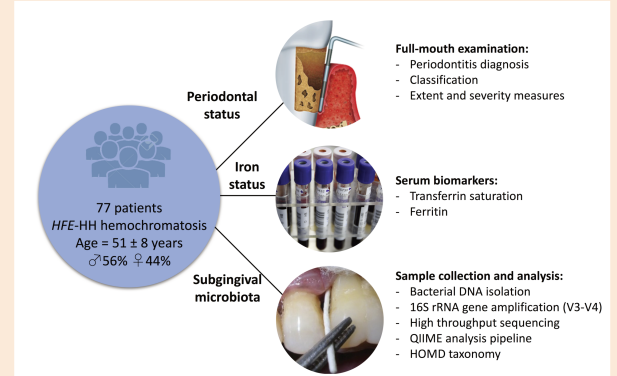 Periodontal
status
Full-mouth examination:
- Periodontitis diagnosis
- Classification
- Extent and severity measures
77 patients
HFE-HH hemochromatosis
Age = 51 ± 8 years
♂56% ♀44%
Iron
status
Serum biomarkers:
- Transferrin saturation
- Ferritin
Subgingival
microbiota
Sample collection and analysis:
- Bacterial DNA isolation
- 16S rRNA gene amplification (V3-V4)
- High throughput sequencing
- QIIME analysis pipeline
- HOMD taxonomy